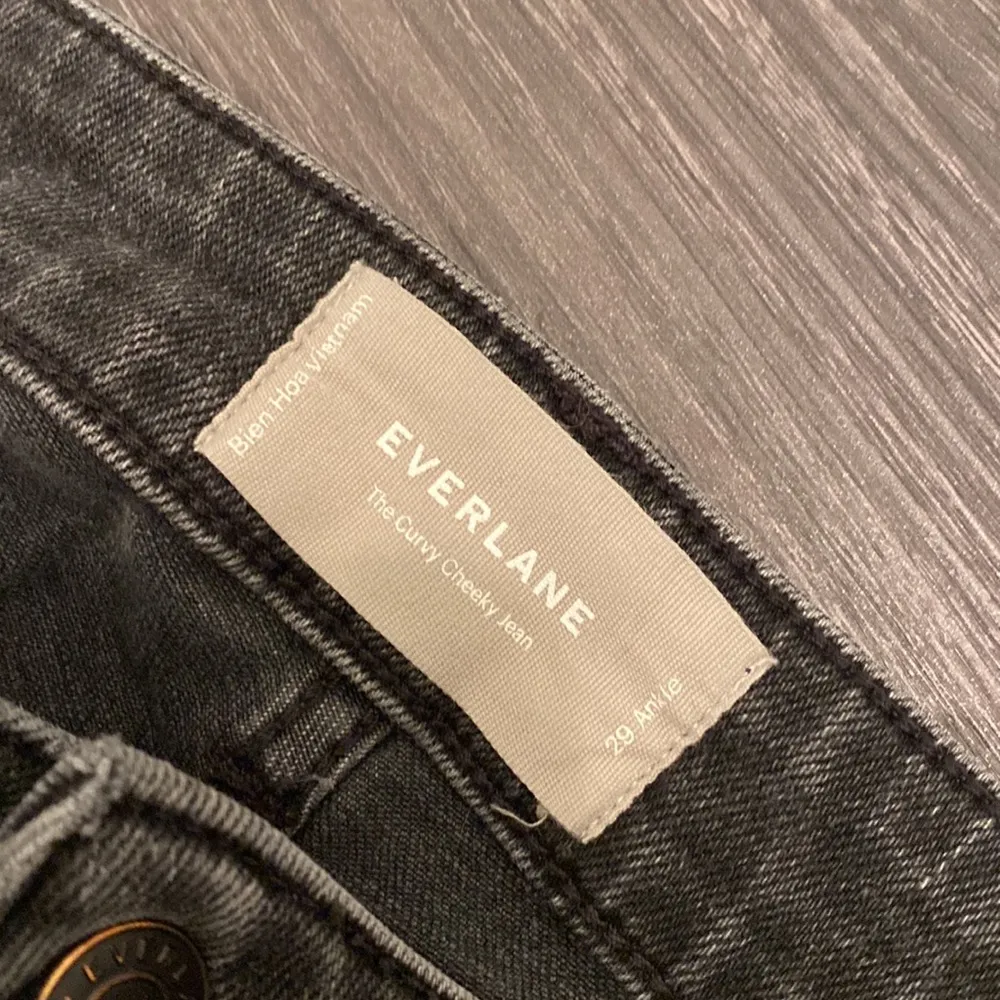 Bien Hoa Vietnam
EVERLANE
The Curvy Cheeky Jean
29 Ankle